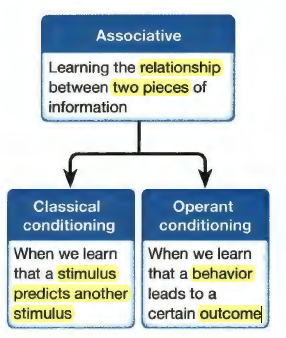 Associative
Learning the relationship
between two pieces of
information
Classical
conditioning
When we learn
that a stimulus
predicts another
stimulus
Operant
conditioning
When we learn
that a behavior
leads to a
certain outcome